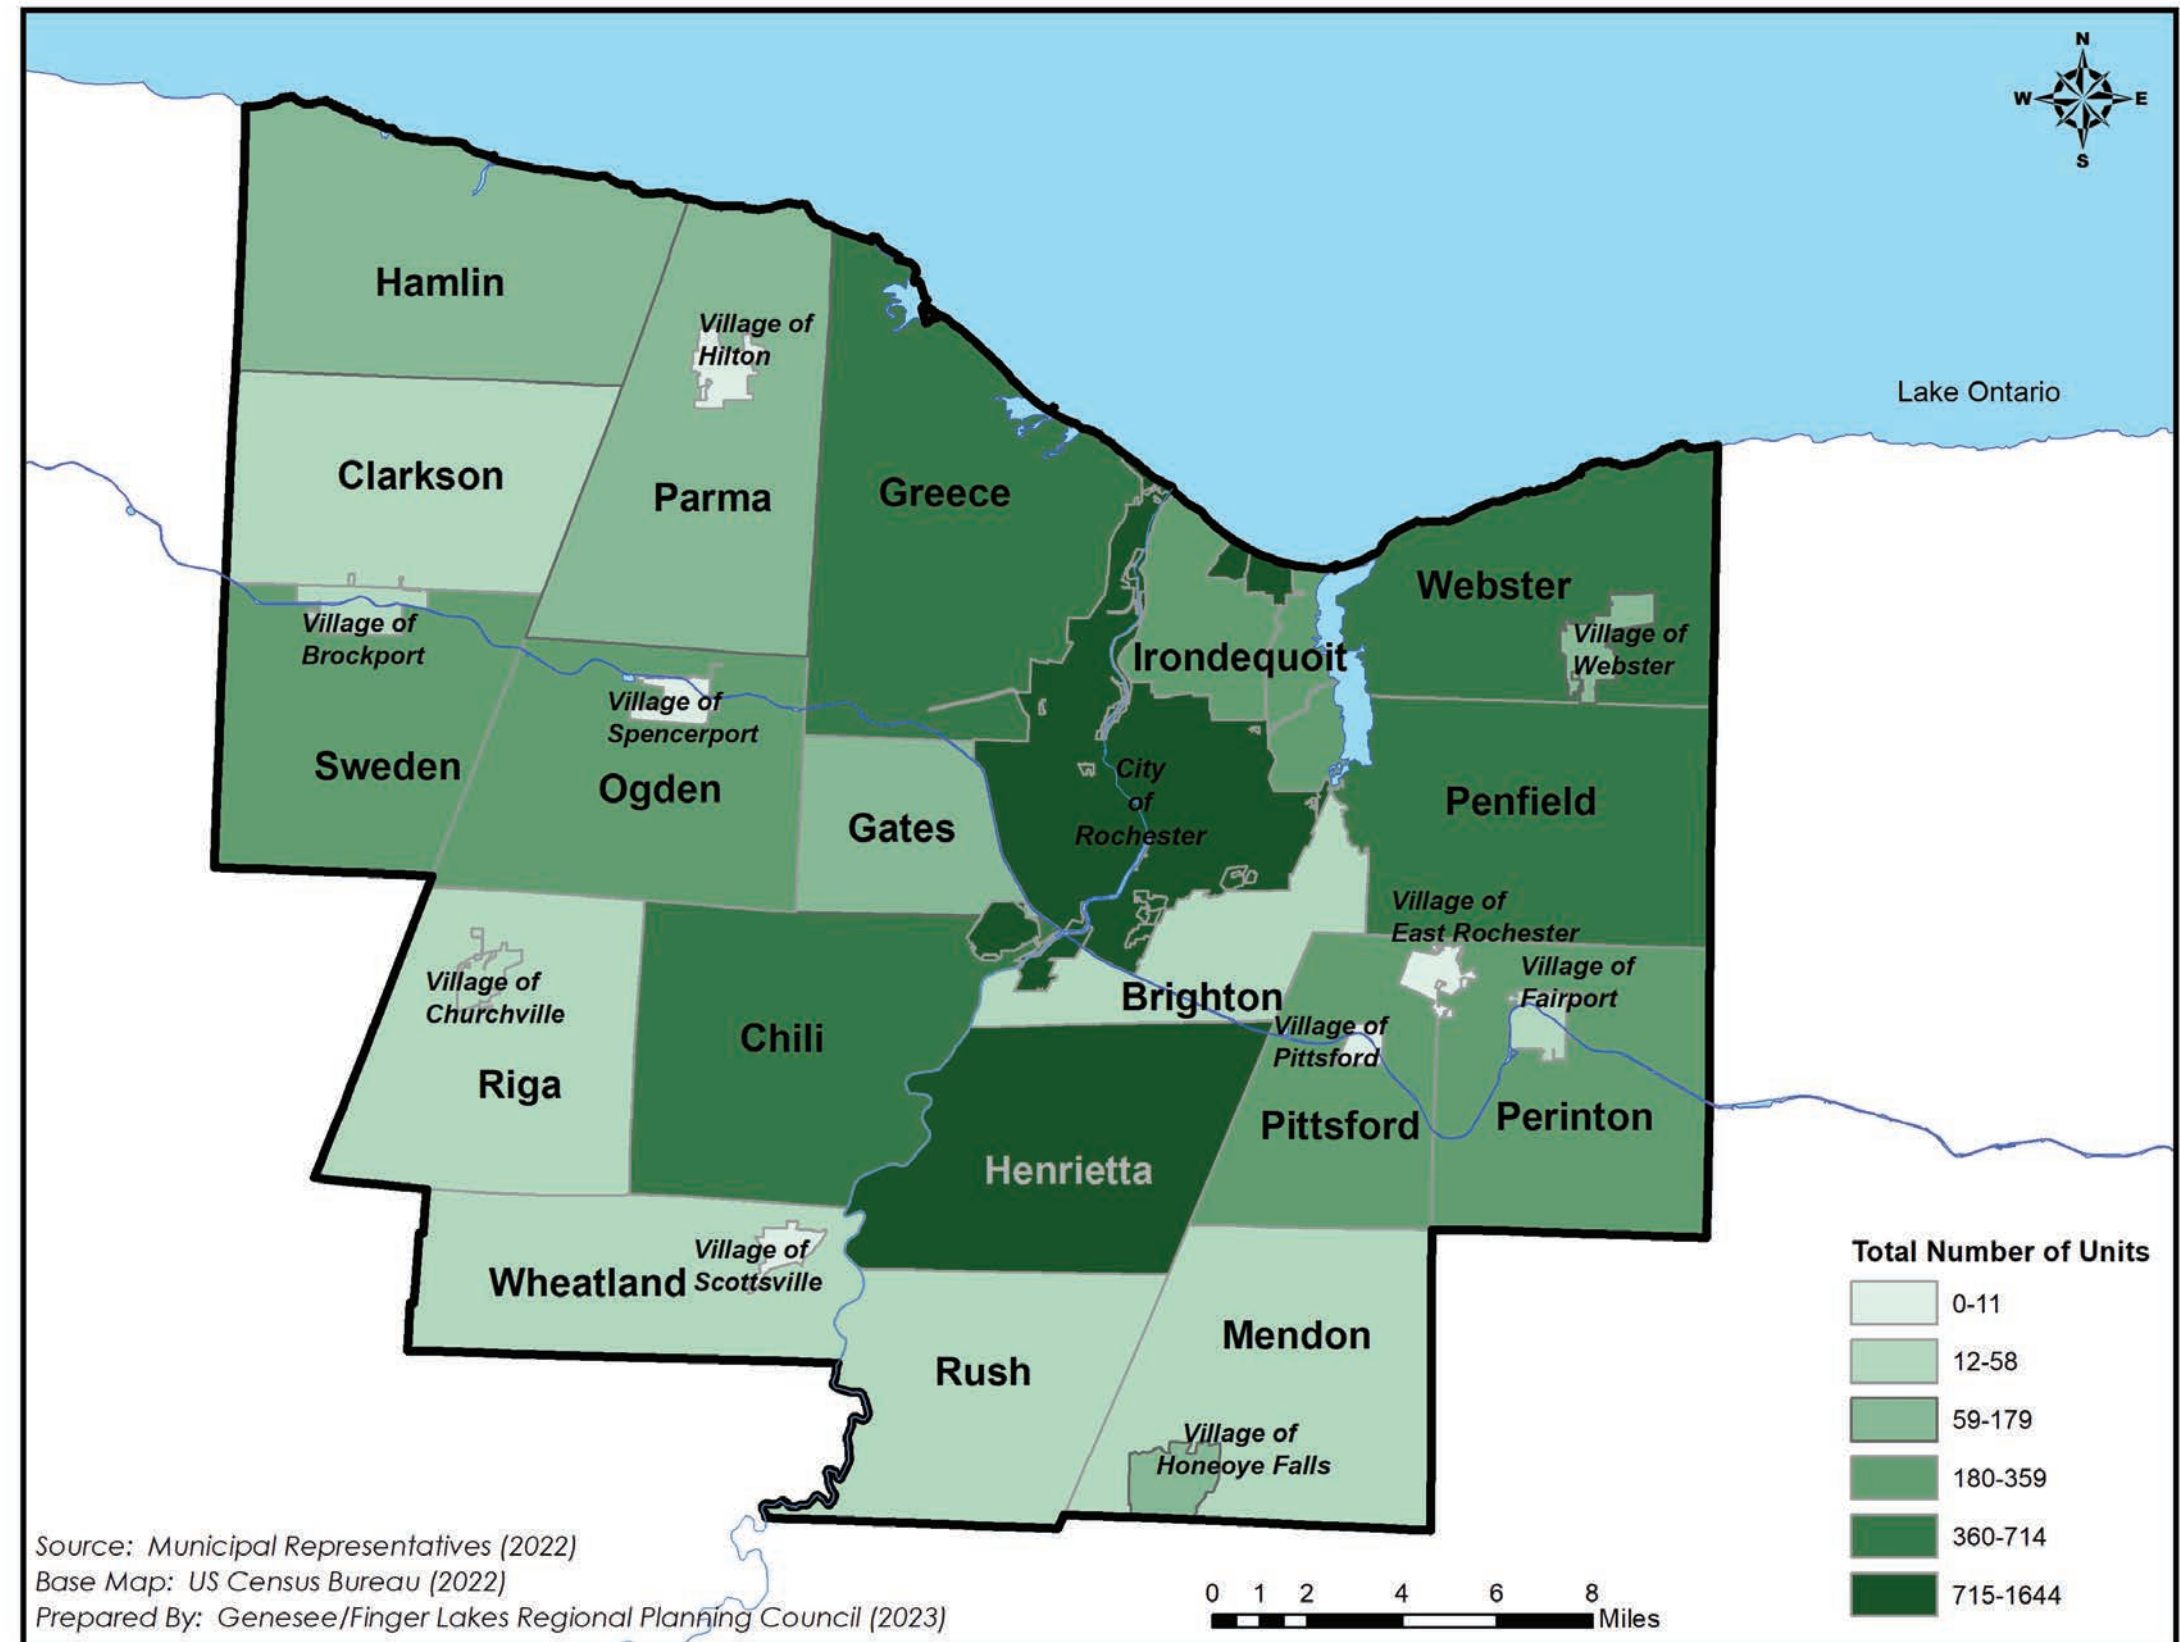 N
W
E
S
Lake Ontario
Hamlin
Village of
Hilton
Clarkson
Parma
Greece
Webster
Village of
Webster
Village of
Brockport
Irondequoit
Village of
Spencerport
Sweden
Ogden
Gates
City
of
Rochester
Penfield
Village of
East Rochester
Village of
Fairport
Village of
Churchville
Riga
Chili
Brighton
Village of
Pittsford
Pittsford
Perinton
Henrietta
Village of
Scottsville
Wheatland
Rush
Mendon
Village of
Honeoye Falls
Total Number of Units
0-11
12-58
59-179
180-359
360-714
715-1644
Source: Municipal Representatives (2022)
Base Map: US Census Bureau (2022)
Prepared By: Genesee/Finger Lakes Regional Planning Council (2023)
0 1 2 4 6 8
Miles